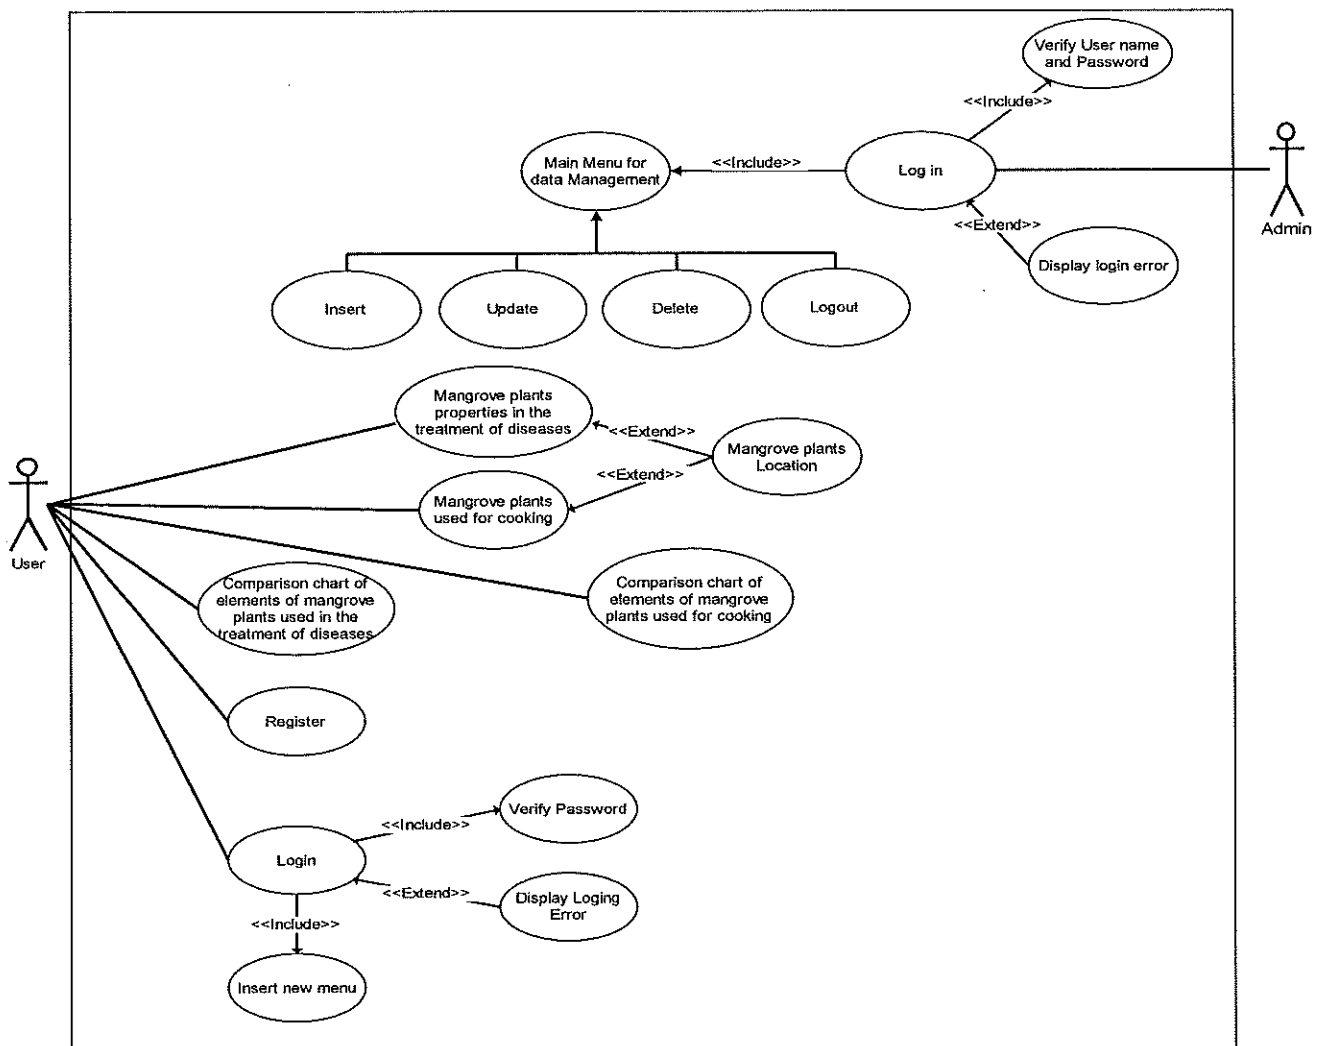 Verify User name
and Password
<<Include>>
Main Menu for
data Management
<<Include>>
Log in
Admin
<<Extend>>
Display login error
Insert
Update
Delete
Logout
Mangrove plants
properties in the
treatment of diseases
<<Extend>>
Mangrove plants
Location
<<Extend>>
Mangrove plants
used for cooking
User
Comparison chart of
elements of mangrove
plants used in the
treatment of diseases
Comparison chart of
elements of mangrove
plants used for cooking
Register
Verify Password
<<Include>>
Login
<<Extend>>
Display Loging
Error
<<Include>>
Insert new menu